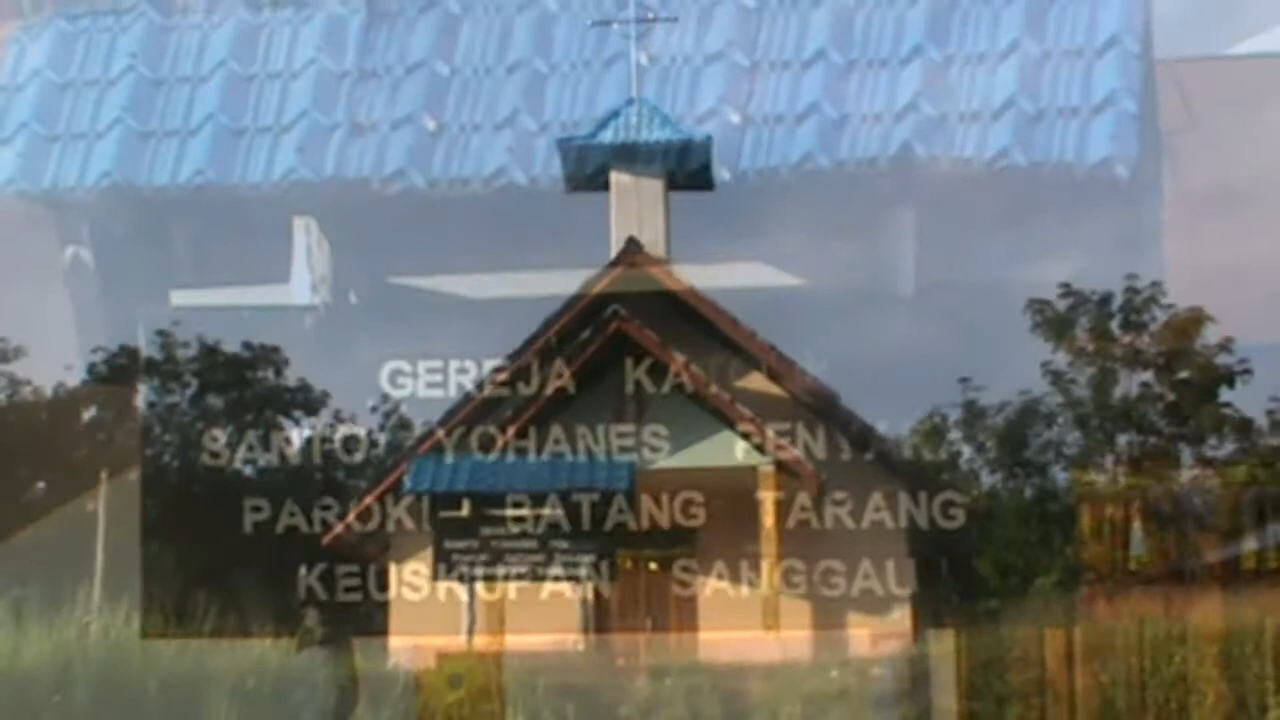 GEREJA
SANTO YOHANES
PAROKI BATANG TARANG
KEUSKUPAN SANGGAU